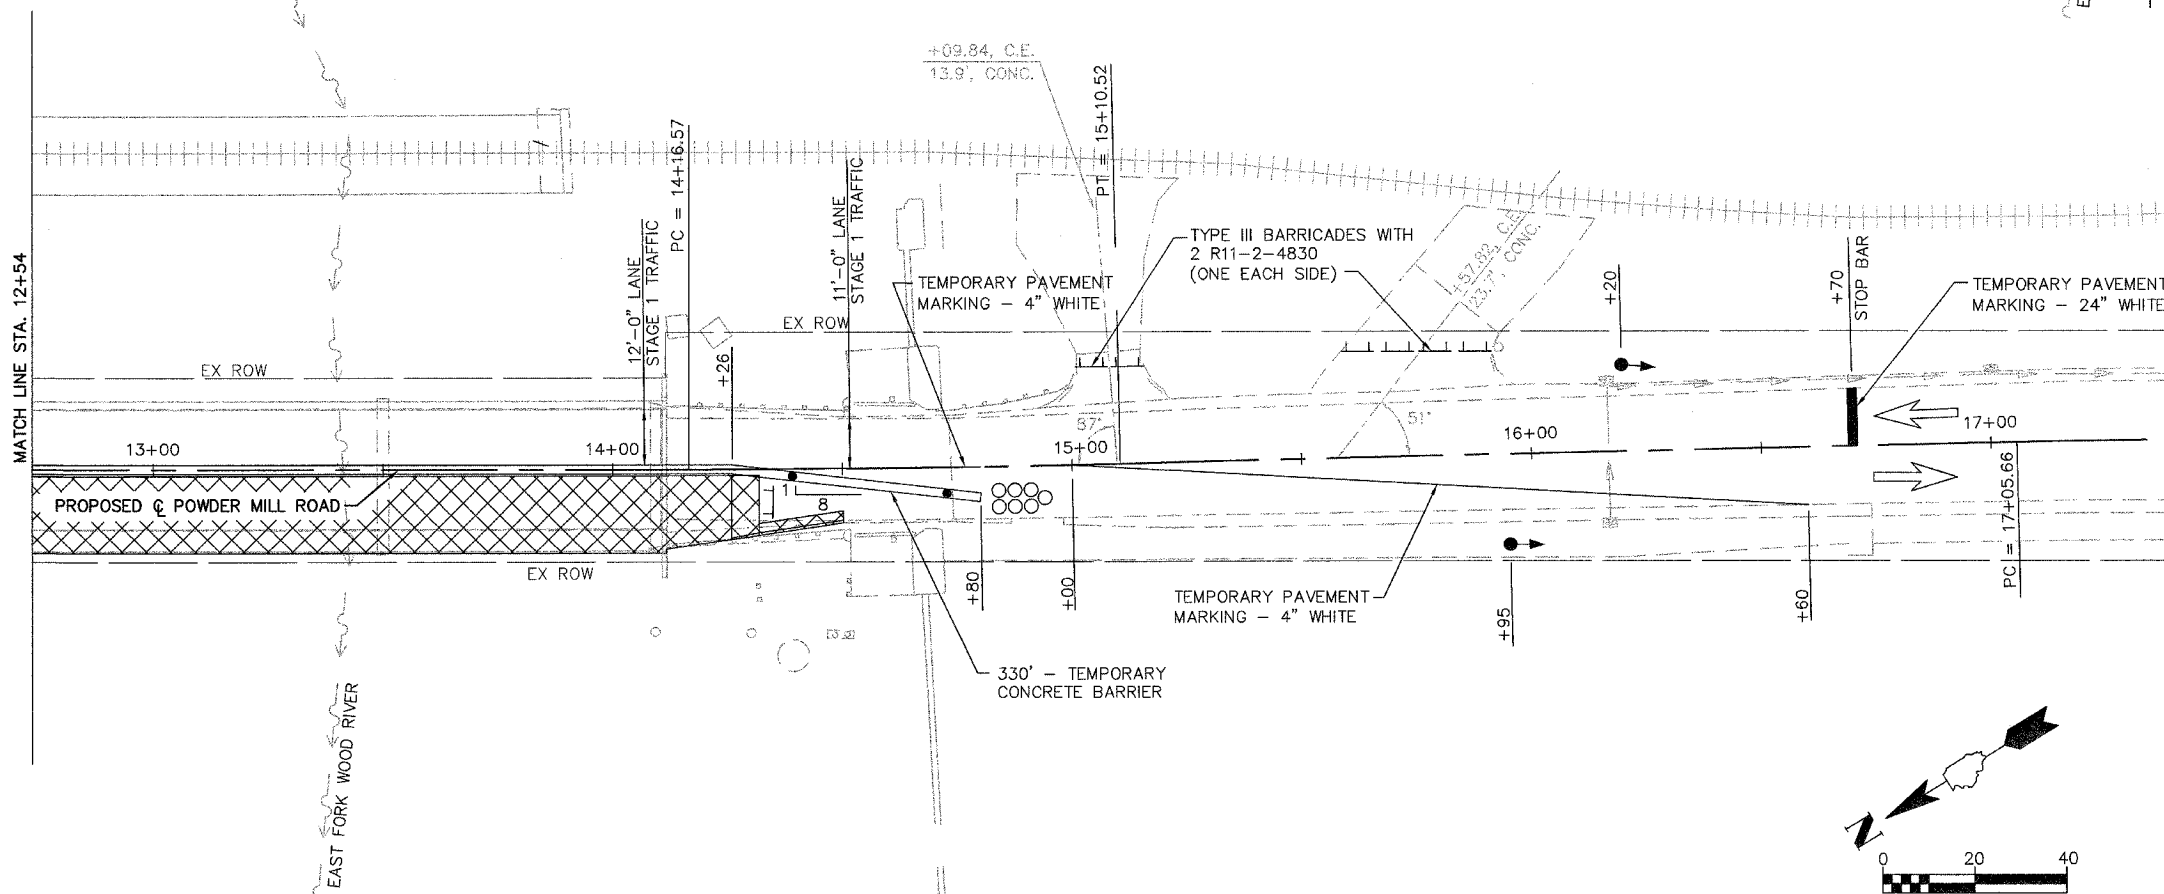 +09.84, C.E.
13.9', CONC.
PT = 15+10.52
PC = 14+16.57
12'-0" LANE
STAGE 1 TRAFFIC
11'-0" LANE
STAGE 1 TRAFFIC
TYPE III BARRICADES WITH
2 R11-2-4830
(ONE EACH SIDE)
+57.82, C.E.
23.7', CONC.
+20
+70
STOP BAR
TEMPORARY PAVEMENT
MARKING - 24" WHITE
TEMPORARY PAVEMENT
MARKING - 4" WHITE
MATCH LINE STA. 12+54
EX ROW
EX ROW
+26
57°
51°
13+00
14+00
15+00
16+00
17+00
PROPOSED ℄ POWDER MILL ROAD
1
8
EX ROW
+80
+00
TEMPORARY PAVEMENT
MARKING - 4" WHITE
+95
+60
PC = 17+05.66
330' - TEMPORARY
CONCRETE BARRIER
EAST FORK WOOD RIVER
N
0 20 40